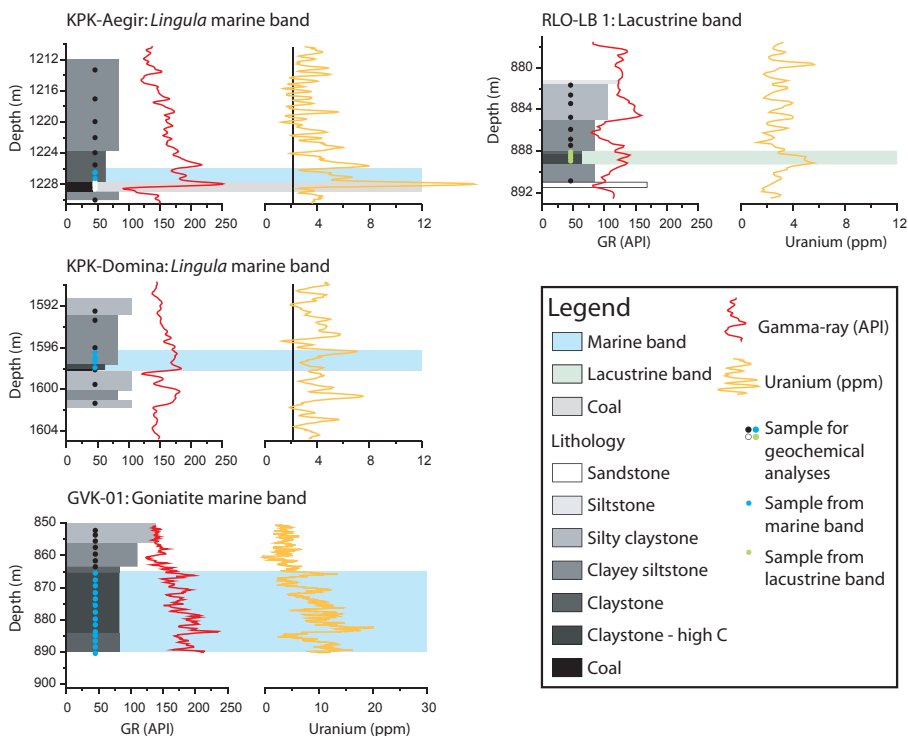 KPK-Aegir: Lingula marine band
Depth (m)
1212
1216
1220
1224
1228
0 50 100 150 200 250
0 4 8 12
RLO-LB 1: Lacustrine band
Depth (m)
880
884
888
892
0 50 100 150 200 250
GR (API)
0 4 8 12
Uranium (ppm)
KPK-Domina: Lingula marine band
Depth (m)
1592
1596
1600
1604
0 50 100 150 200 250
0 4 8 12
GVK-01: Goniatite marine band
Depth (m)
850
860
870
880
890
900
0 50 100 150 200 250
GR (API)
0 10 20 30
Uranium (ppm)
Legend
Marine band
Lacustrine band
Coal
Lithology
Sandstone
Siltstone
Silty claystone
Clayey siltstone
Claystone
Claystone - high C
Coal
Gamma-ray (API)
Uranium (ppm)
Sample for
geochemical
analyses
Sample from
marine band
Sample from
lacustrine band